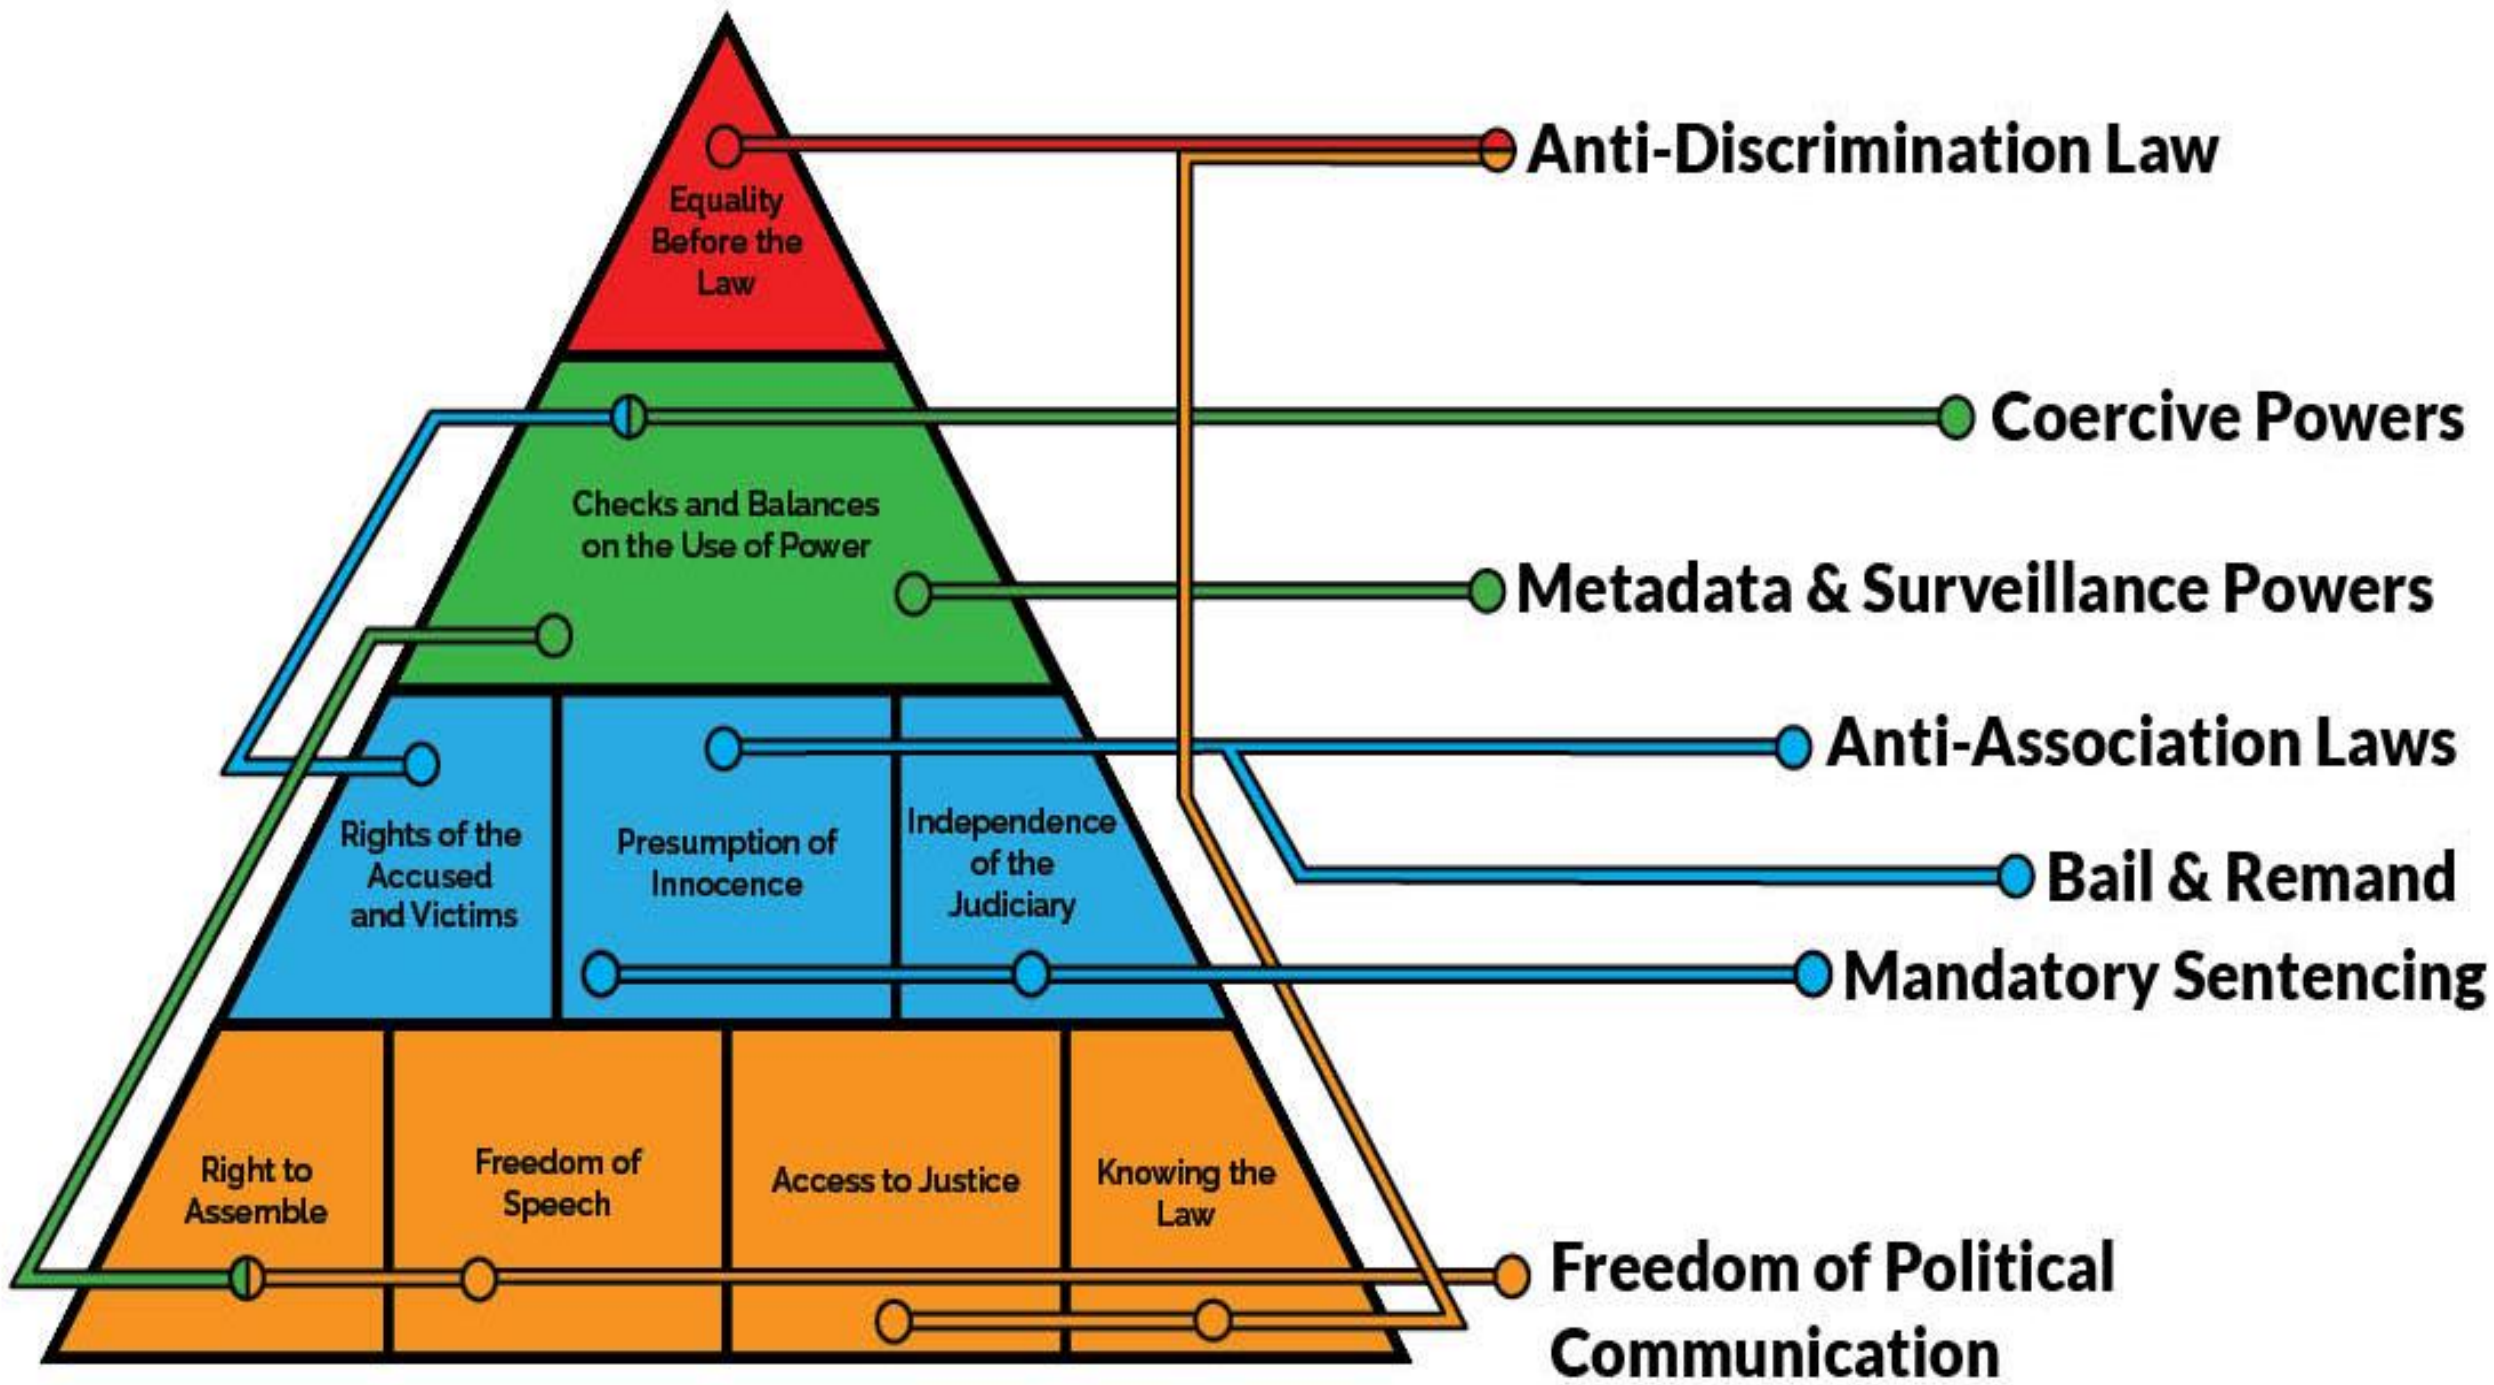 Anti-Discrimination Law
Equality
Before the
Law
Coercive Powers
Checks and Balances
on the Use of Power
Metadata & Surveillance Powers
Anti-Association Laws
Rights of the
Accused
and Victims
Presumption of
Innocence
Independence
of the
Judiciary
Bail & Remand
Mandatory Sentencing
Right to
Assemble
Freedom of
Speech
Access to Justice
Knowing the
Law
Freedom of Political
Communication